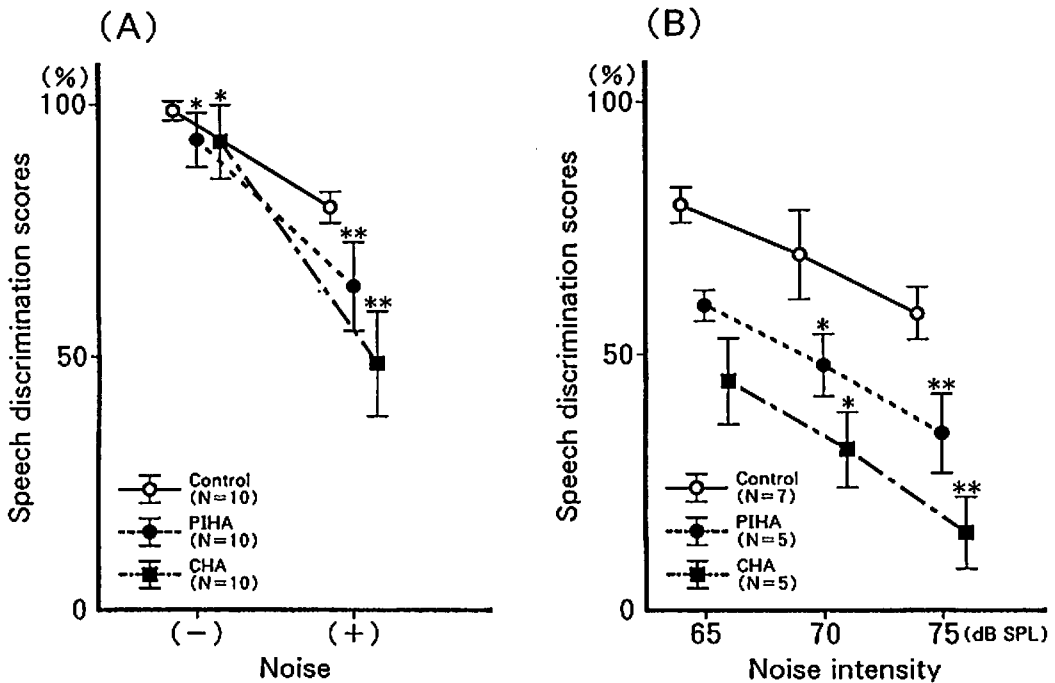 (A)
(%)
100
50
0
Speech discrimination scores
* *
**
**
Control
(N=10)
PIHA
(N=10)
CHA
(N=10)
(−) (+)
Noise
(B)
(%)
100
50
0
Speech discrimination scores
*
*
**
**
Control
(N=7)
PIHA
(N=5)
CHA
(N=5)
65 70 75 (dB SPL)
Noise intensity